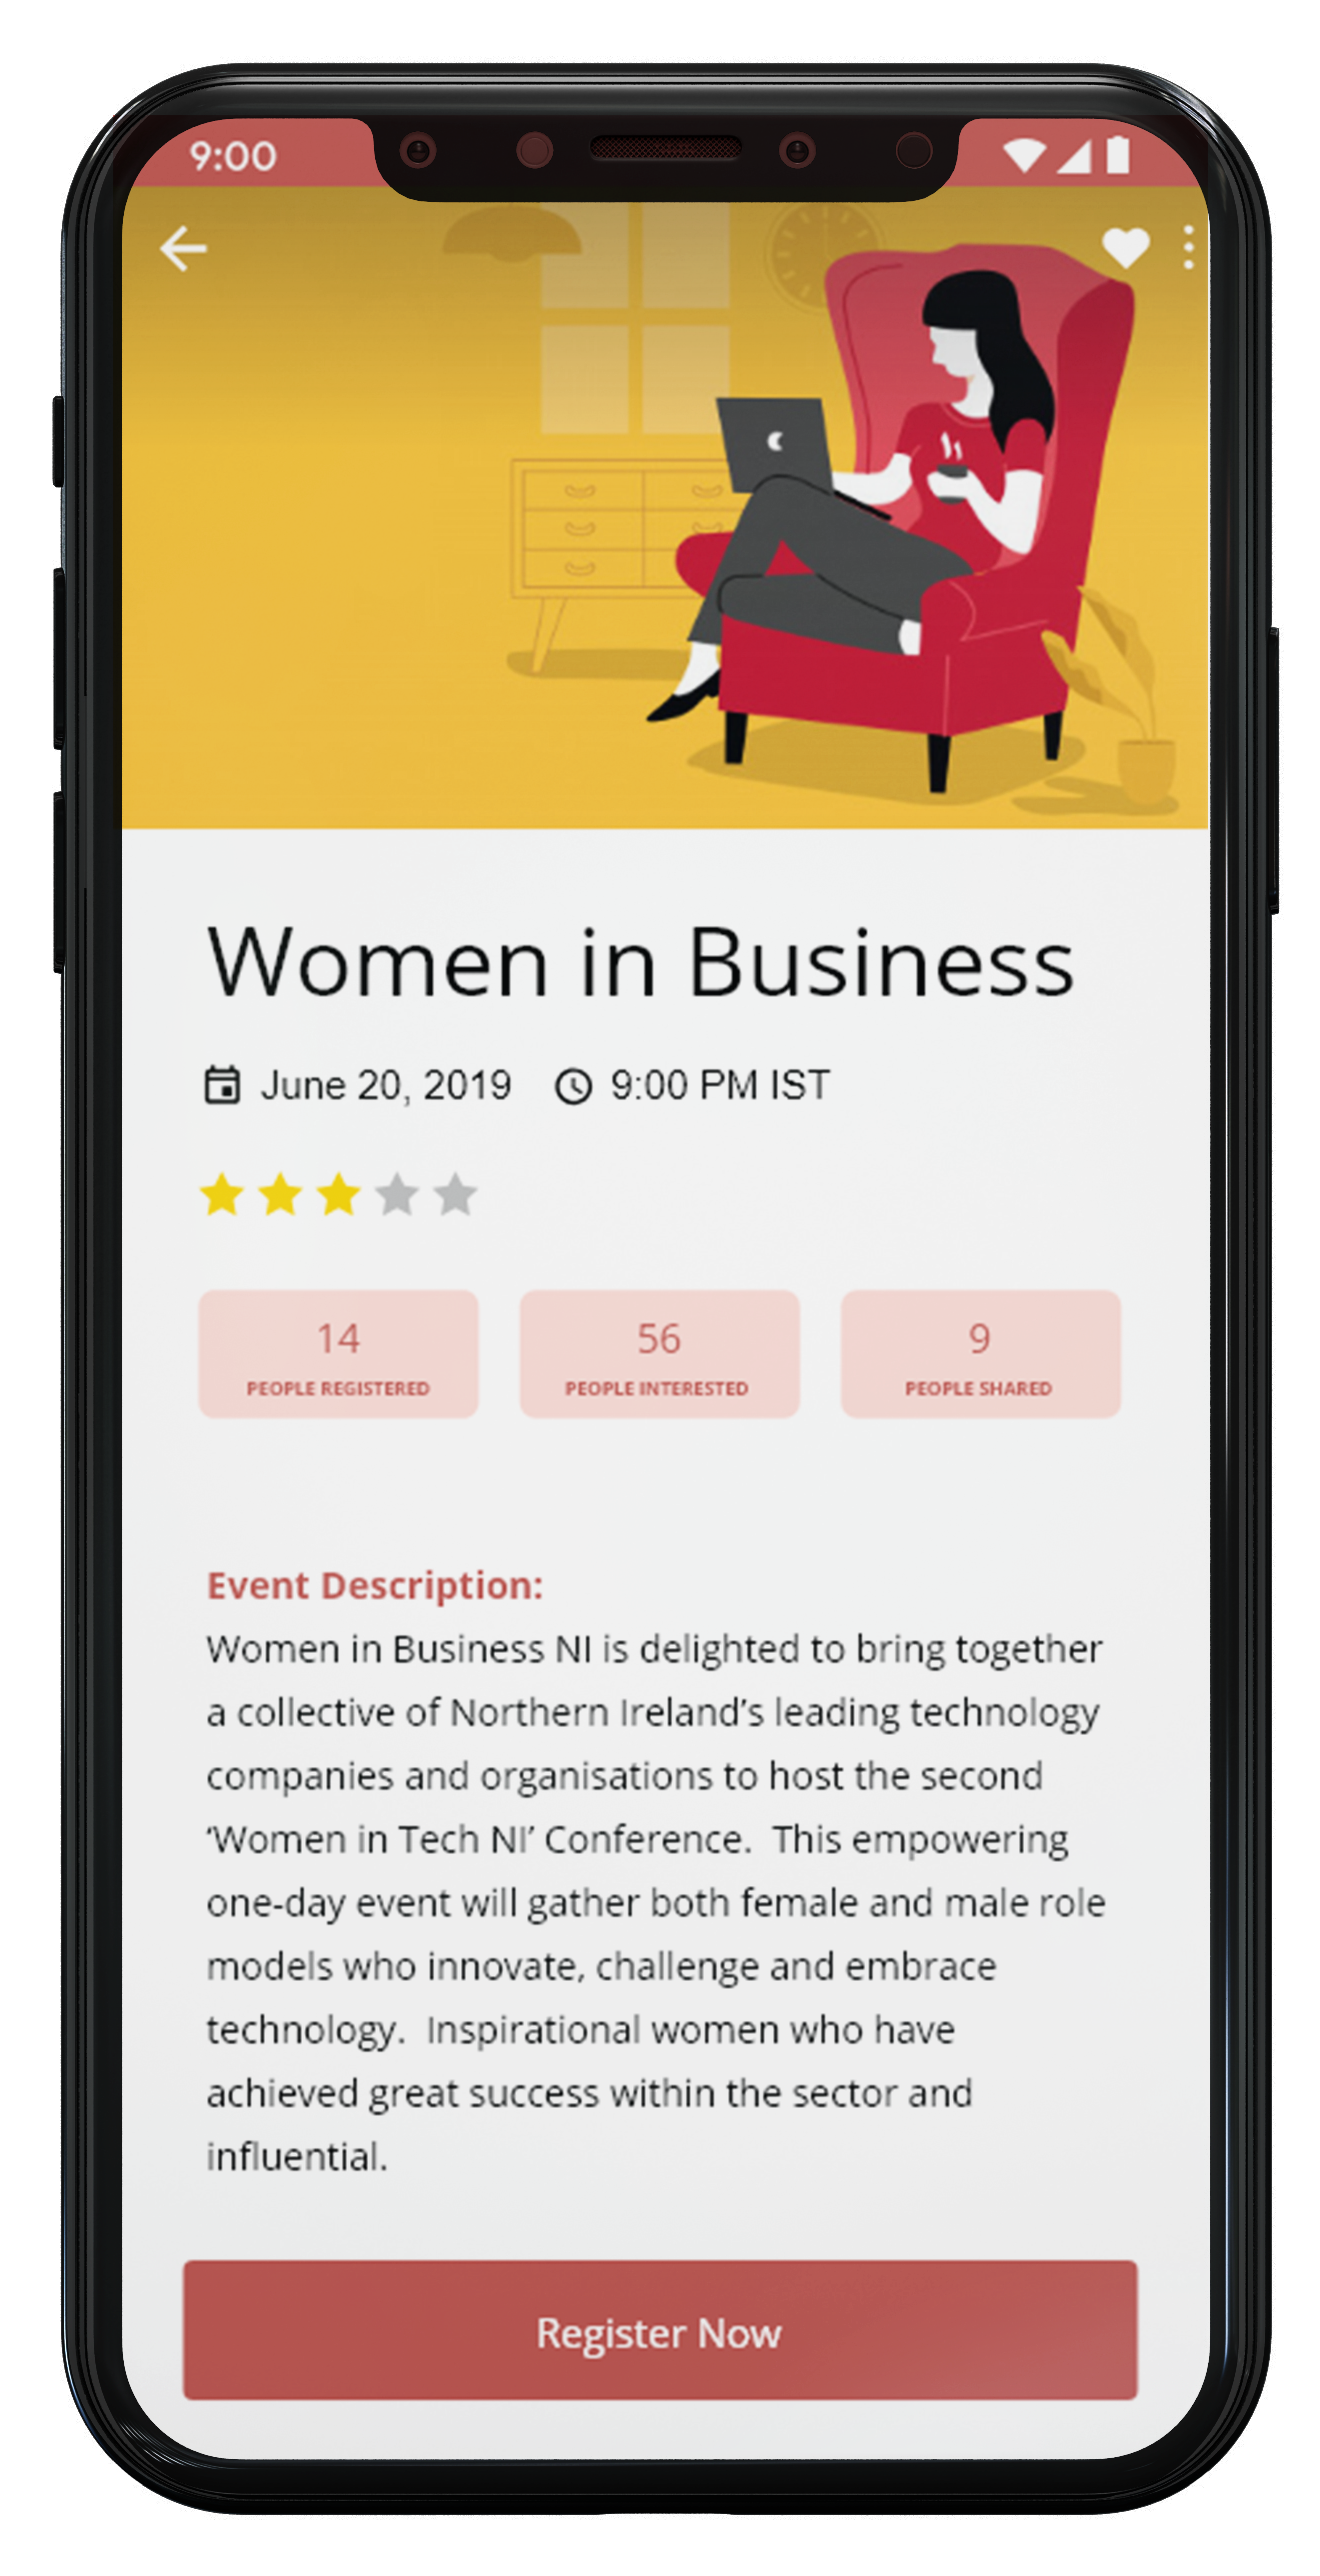 9:00
Women in Business
June 20, 2019 9:00 PM IST
14
PEOPLE REGISTERED
56
PEOPLE INTERESTED
9
PEOPLE SHARED
Event Description:
Women in Business NI is delighted to bring together
a collective of Northern Ireland’s leading technology
companies and organisations to host the second
‘Women in Tech NI’ Conference.  This empowering
one-day event will gather both female and male role
models who innovate, challenge and embrace
technology.  Inspirational women who have
achieved great success within the sector and
influential.
Register Now